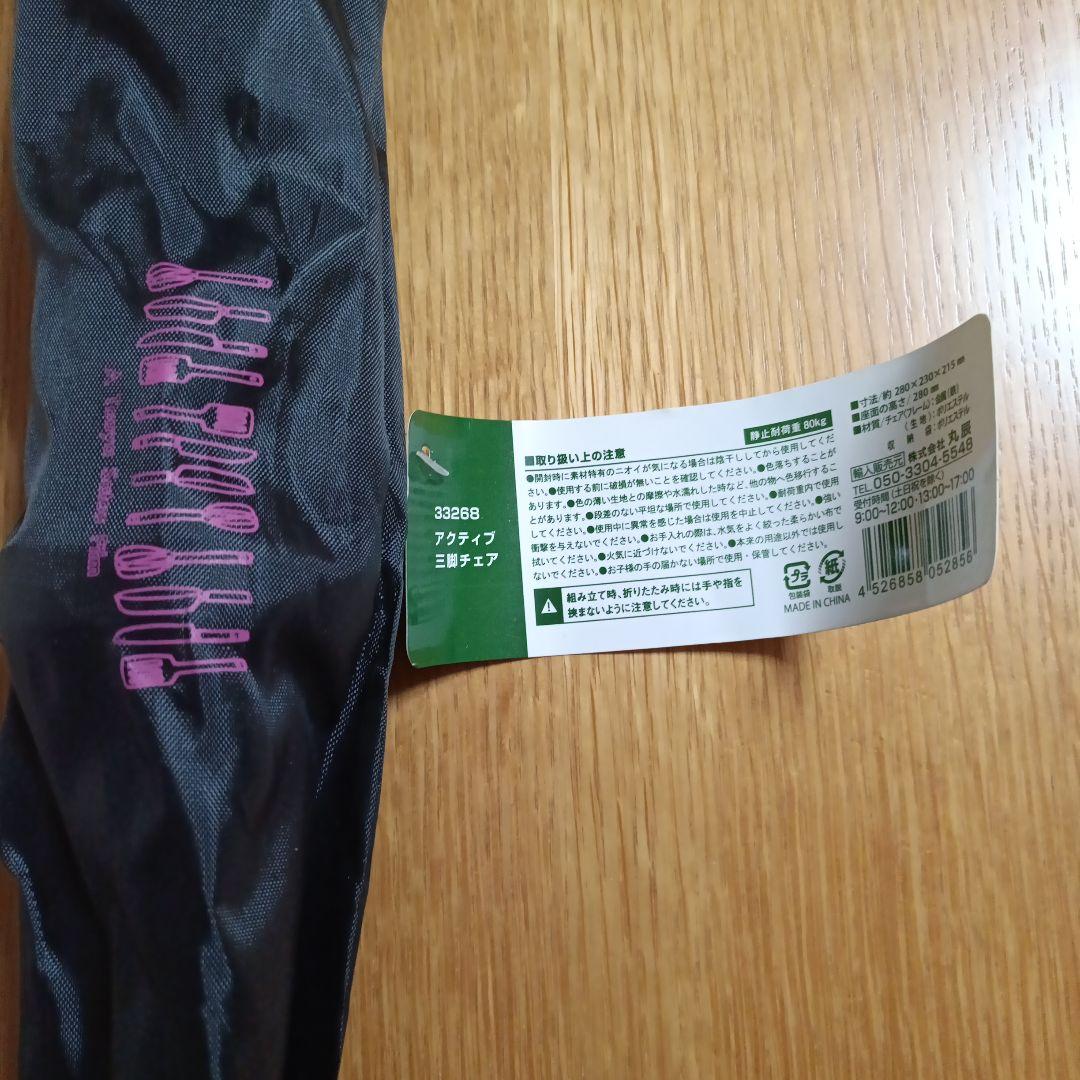 33268
アクティブ
三脚チェア
静止耐荷重 80kg
■取り扱い上の注意
●開封時に素材特有のニオイが気になる場合は陰干ししてから使用してくだ
さい。●使用する前に破損が無いことを確認してください。●色落ちすることが
あります。●色の薄い生地との摩擦や水濡れした時など、他の物へ色移行するこ
とがあります。●段差のない平坦な場所で使用してください。●耐荷重内で使用
してください。●使用中に異常を感じた場合は使用を中止してください。●強い
衝撃を与えないでください。●お手入れの際は、水気をよく絞った柔らかい布で
拭いてください。●火気に近づけないでください。●本来の用途以外では使用し
ないでください。●お子様の手の届かない場所で使用・保管してください。
組み立て時、折りたたみ時には手や指を
挟まないように注意してください。
プラ
包装袋
紙
取説
MADE IN CHINA
■寸法/約 280×230×215 ㎜
■座面の高さ/ 280 ㎜
■材質/チェア(フレーム):金属(鉄)
(生地):ポリエステル
収納袋:ポリエステル
輸入販売元 株式会社 丸辰
TEL 050-3304-5548
受付時間(土日祝を除く)
9:00~12:00・13:00~17:00
4 526858 052856